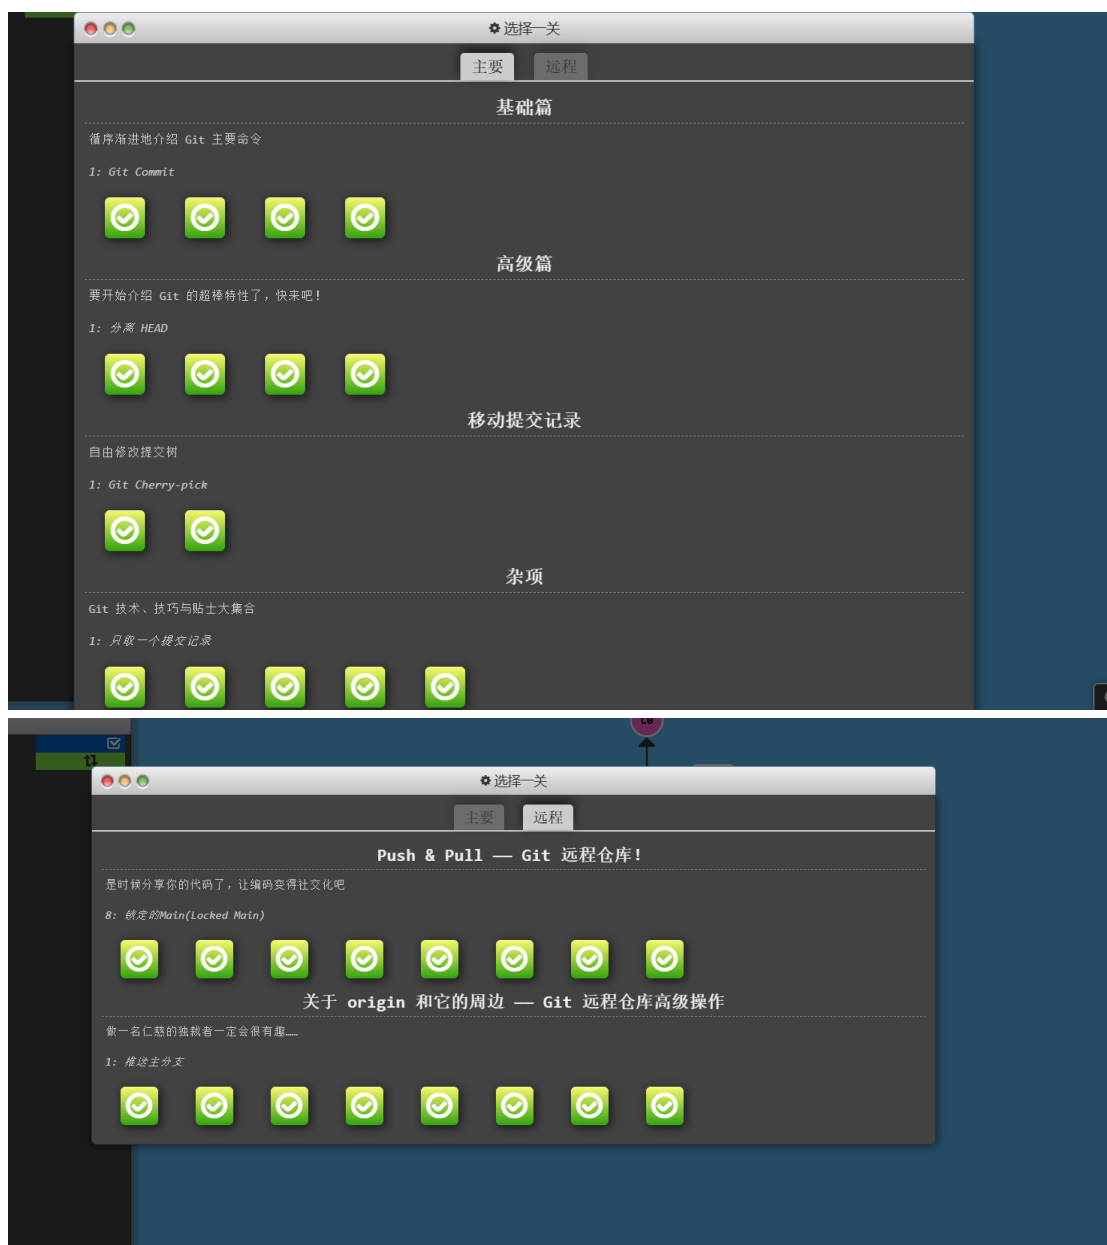 选择一关
主要 远程
基础篇
循序渐进地介绍 Git 主要命令
1: Git Commit
高级篇
要开始介绍 Git 的超棒特性了，快来吧！
1: 分离 HEAD
移动提交记录
自由修改提交树
1: Git Cherry-pick
杂项
Git 技术、技巧与贴士大集合
1: 只取一个提交记录
选择一关
主要 远程
Push & Pull —— Git 远程仓库！
是时候分享你的代码了，让编码变得社交化吧
8: 锁定的Main(Locked Main)
关于 origin 和它的周边 —— Git 远程仓库高级操作
做一名仁慈的独裁者一定会很有趣……
1: 推送主分支